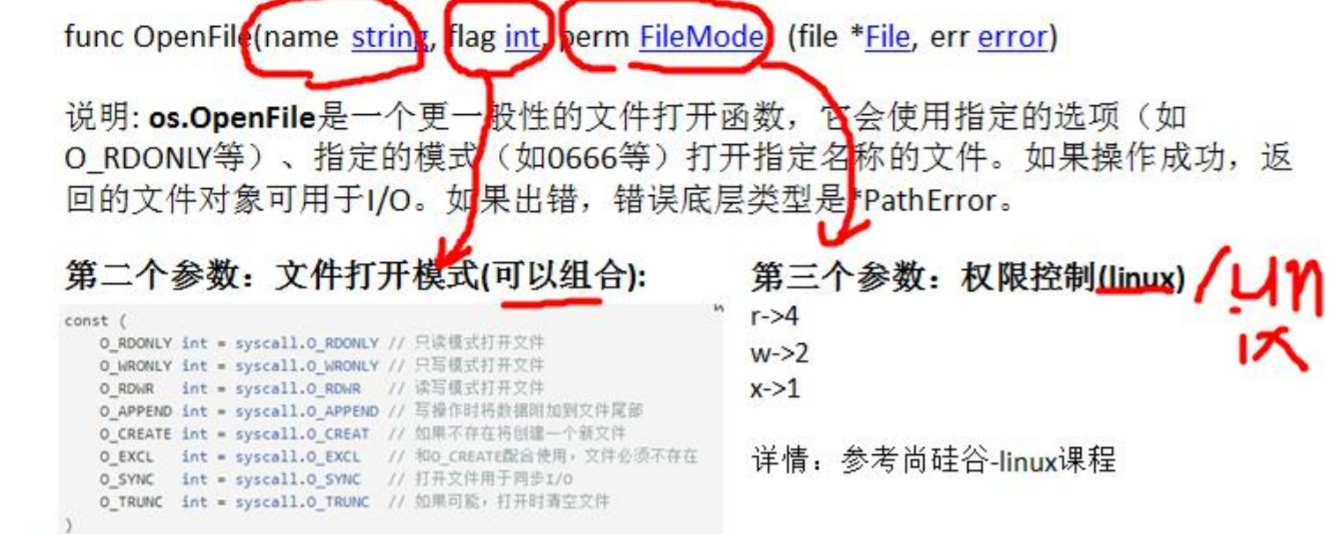 func OpenFile(name string, flag int, perm FileMode) (file *File, err error)
说明: os.OpenFile是一个更一般性的文件打开函数，它会使用指定的选项（如
O_RDONLY等）、指定的模式（如0666等）打开指定名称的文件。如果操作成功，返
回的文件对象可用于I/O。如果出错，错误底层类型是*PathError。
第二个参数：文件打开模式(可以组合):
const (
O_RDONLY int = syscall.O_RDONLY // 只读模式打开文件
O_WRONLY int = syscall.O_WRONLY // 只写模式打开文件
O_RDWR int = syscall.O_RDWR // 读写模式打开文件
O_APPEND int = syscall.O_APPEND // 写操作时将数据附加到文件尾部
O_CREATE int = syscall.O_CREAT // 如果不存在将创建一个新文件
O_EXCL int = syscall.O_EXCL // 和O_CREATE配合使用，文件必须不存在
O_SYNC int = syscall.O_SYNC // 打开文件用于同步I/O
O_TRUNC int = syscall.O_TRUNC // 如果可能，打开时清空文件
)
第三个参数：权限控制(linux) /un
ix
r->4
w->2
x->1
详情：参考尚硅谷-linux课程